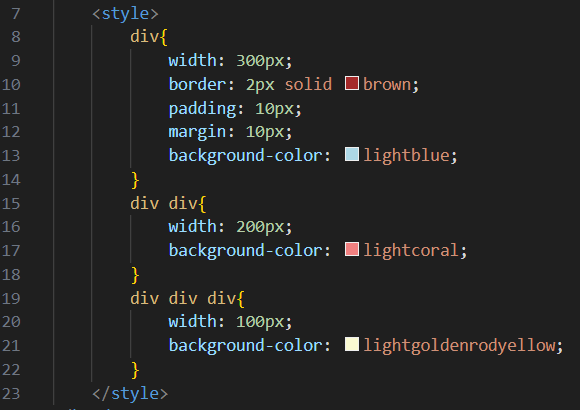 7 <style>
8 div{
9 width: 300px;
10 border: 2px solid brown;
11 padding: 10px;
12 margin: 10px;
13 background-color: lightblue;
14 }
15 div div{
16 width: 200px;
17 background-color: lightcoral;
18 }
19 div div div{
20 width: 100px;
21 background-color: lightgoldenrodyellow;
22 }
23 </style>